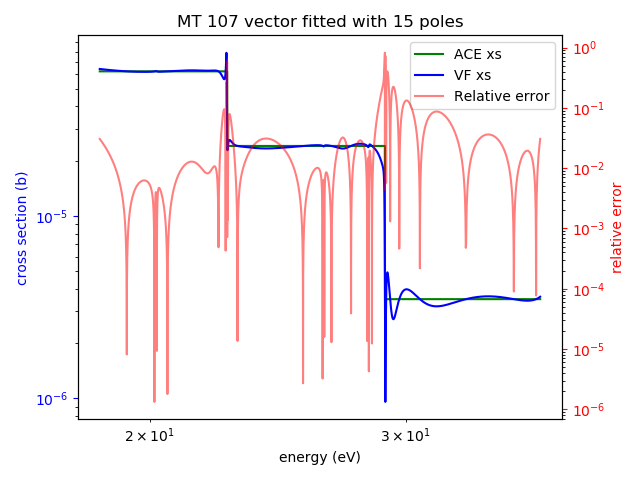 MT 107 vector fitted with 15 poles
ACE xs
VF xs
Relative error
cross section (b)
10⁻⁵
10⁻⁶
10⁰
10⁻¹
10⁻²
10⁻³
10⁻⁴
10⁻⁵
10⁻⁶
relative error
2 × 10¹
3 × 10¹
energy (eV)